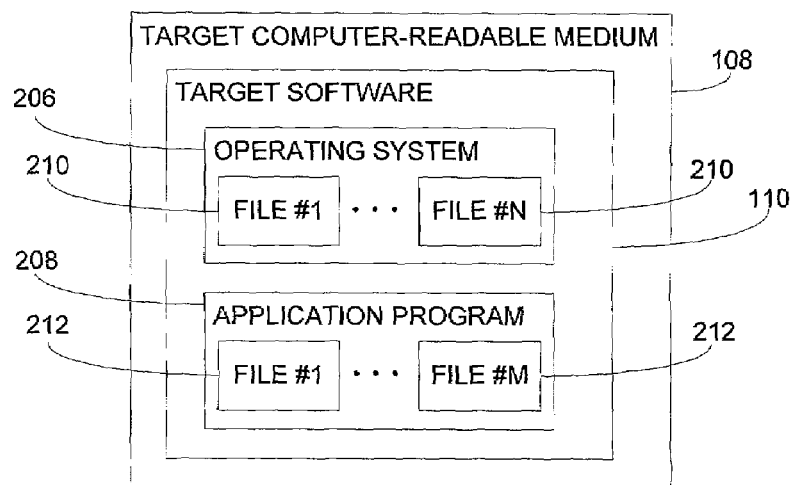 TARGET COMPUTER-READABLE MEDIUM
108
TARGET SOFTWARE
206
OPERATING SYSTEM
210
FILE #1 . . . FILE #N
210
110
208
APPLICATION PROGRAM
212
FILE #1 . . . FILE #M
212